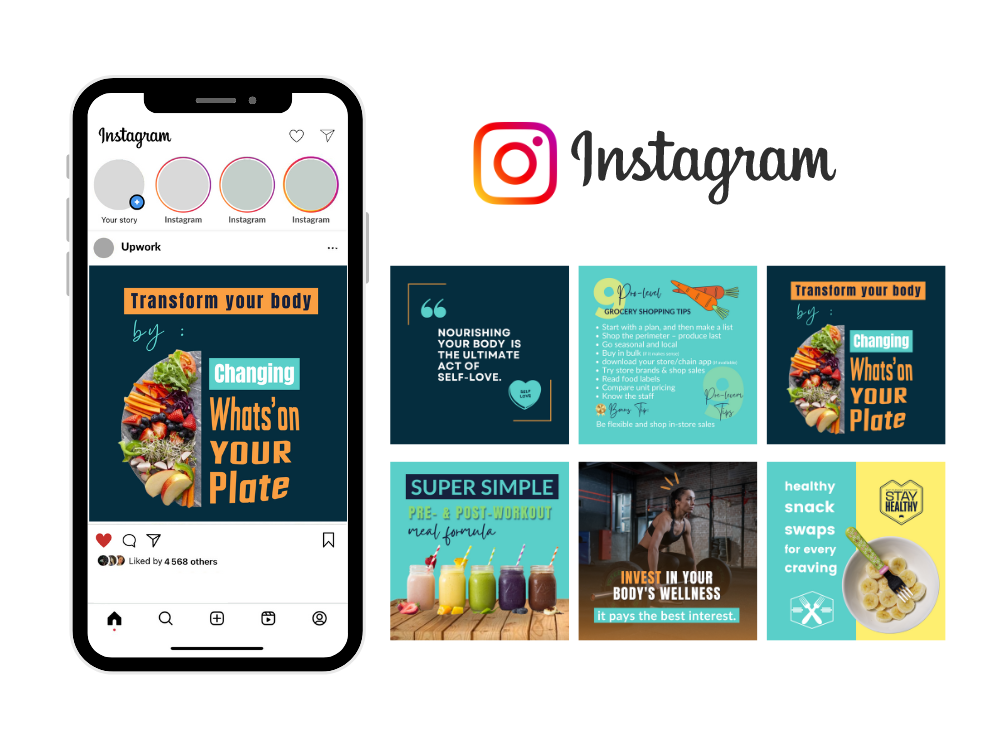 Instagram
Your story
Instagram
Instagram
Instagram
Upwork
Transform your body
by :
Changing
Whats'on
YOUR
Plate
Liked by 4 568 others
Instagram
NOURISHING
YOUR BODY IS
THE ULTIMATE
ACT OF
SELF-LOVE.
SELF
LOVE
9
Pro-level
GROCERY SHOPPING TIPS
Start with a plan, and then make a list
Shop the perimeter – produce last
Go seasonal and local
Buy in bulk
download your store/chain app
Try store brands & shop sales
Read food labels
Compare unit pricing
Know the staff
Bonus Tip
Be flexible and shop in-store sales
9
Tips
Transform your body
by :
Changing
Whats'on
YOUR
Plate
SUPER SIMPLE
PRE- & POST-WORKOUT
meal formula
INVEST IN YOUR
BODY'S WELLNESS
it pays the best interest.
healthy
snack
swaps
for every
craving
STAY
HEALTHY